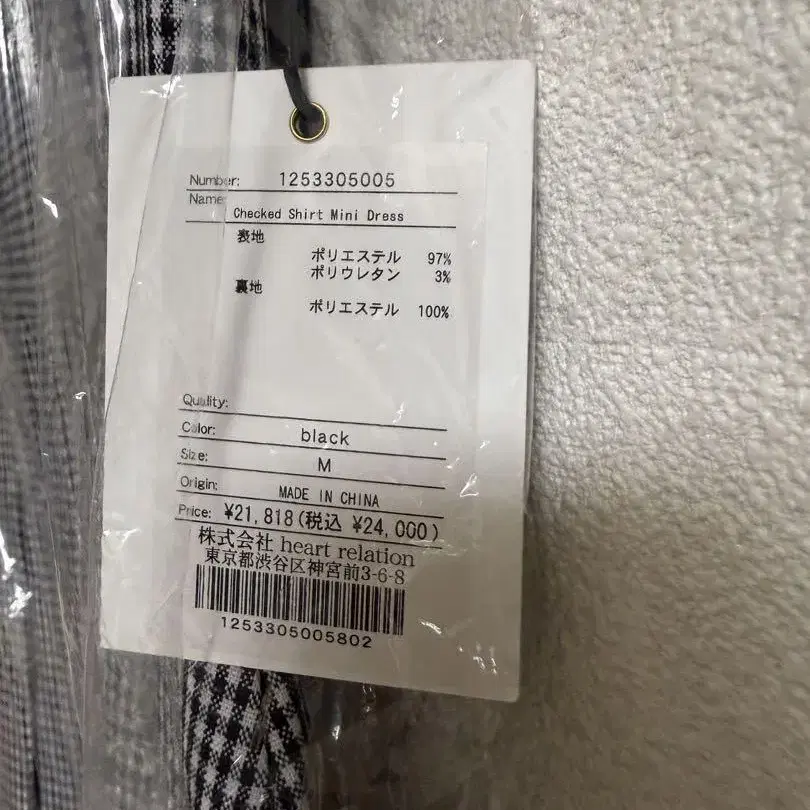 Number: 1253305005
Name:
Checked Shirt Mini Dress
表地
ポリエステル 97%
ポリウレタン 3%
裏地
ポリエステル 100%
Quality:
Color: black
Size: M
Origin: MADE IN CHINA
Price: ¥21,818(税込 ¥24,000)
株式会社 heart relation
東京都渋谷区神宮前3-6-8
1253305005802